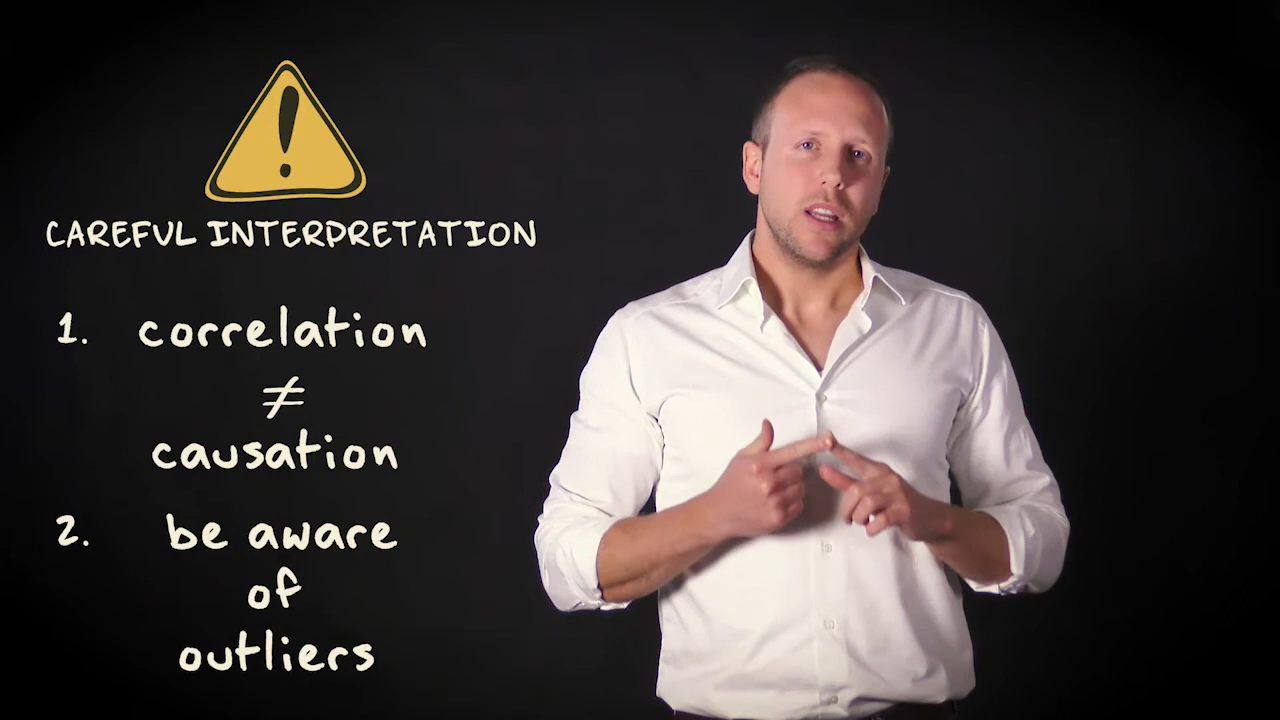 CAREFUL INTERPRETATION
1. correlation
≠
causation
2. be aware
of
outliers